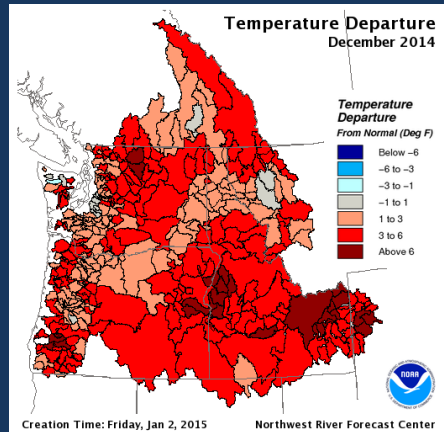 Temperature Departure
December 2014
Temperature
Departure
From Normal (Deg F)
Below -6
-6 to -3
-3 to -1
-1 to 1
1 to 3
3 to 6
Above 6
NOAA
Creation Time: Friday, Jan 2, 2015
Northwest River Forecast Center